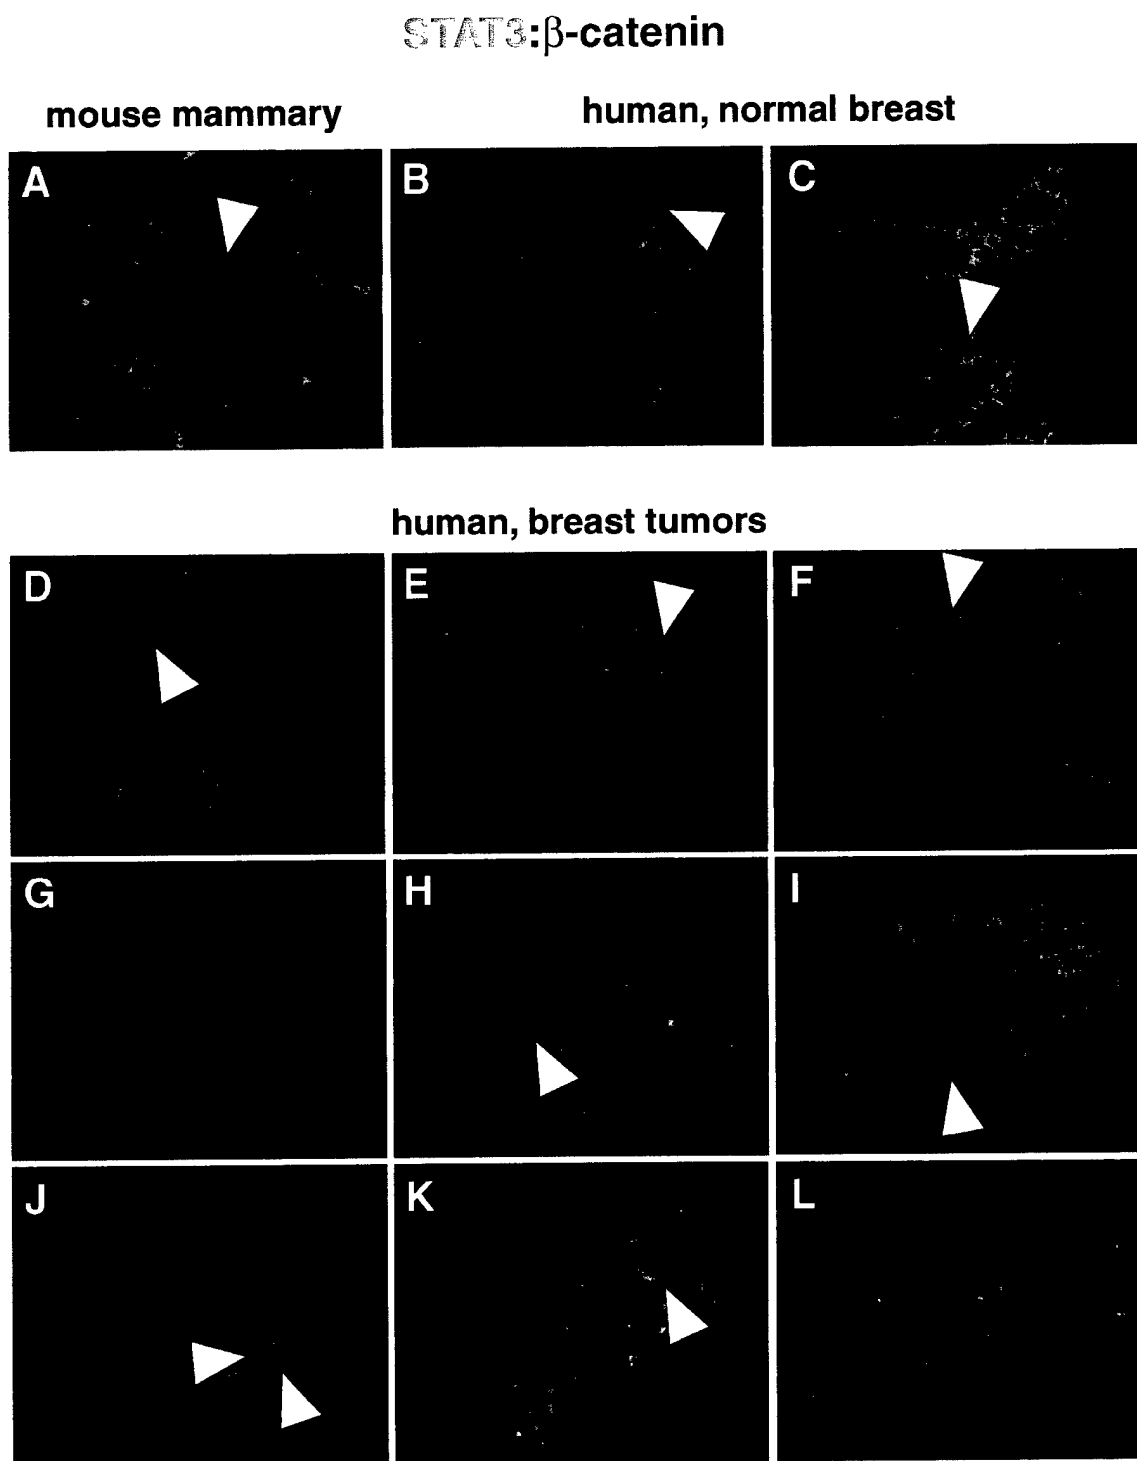 STAT3:β-catenin
mouse mammary
human, normal breast
A
B
C
human, breast tumors
D
E
F
G
H
I
J
K
L